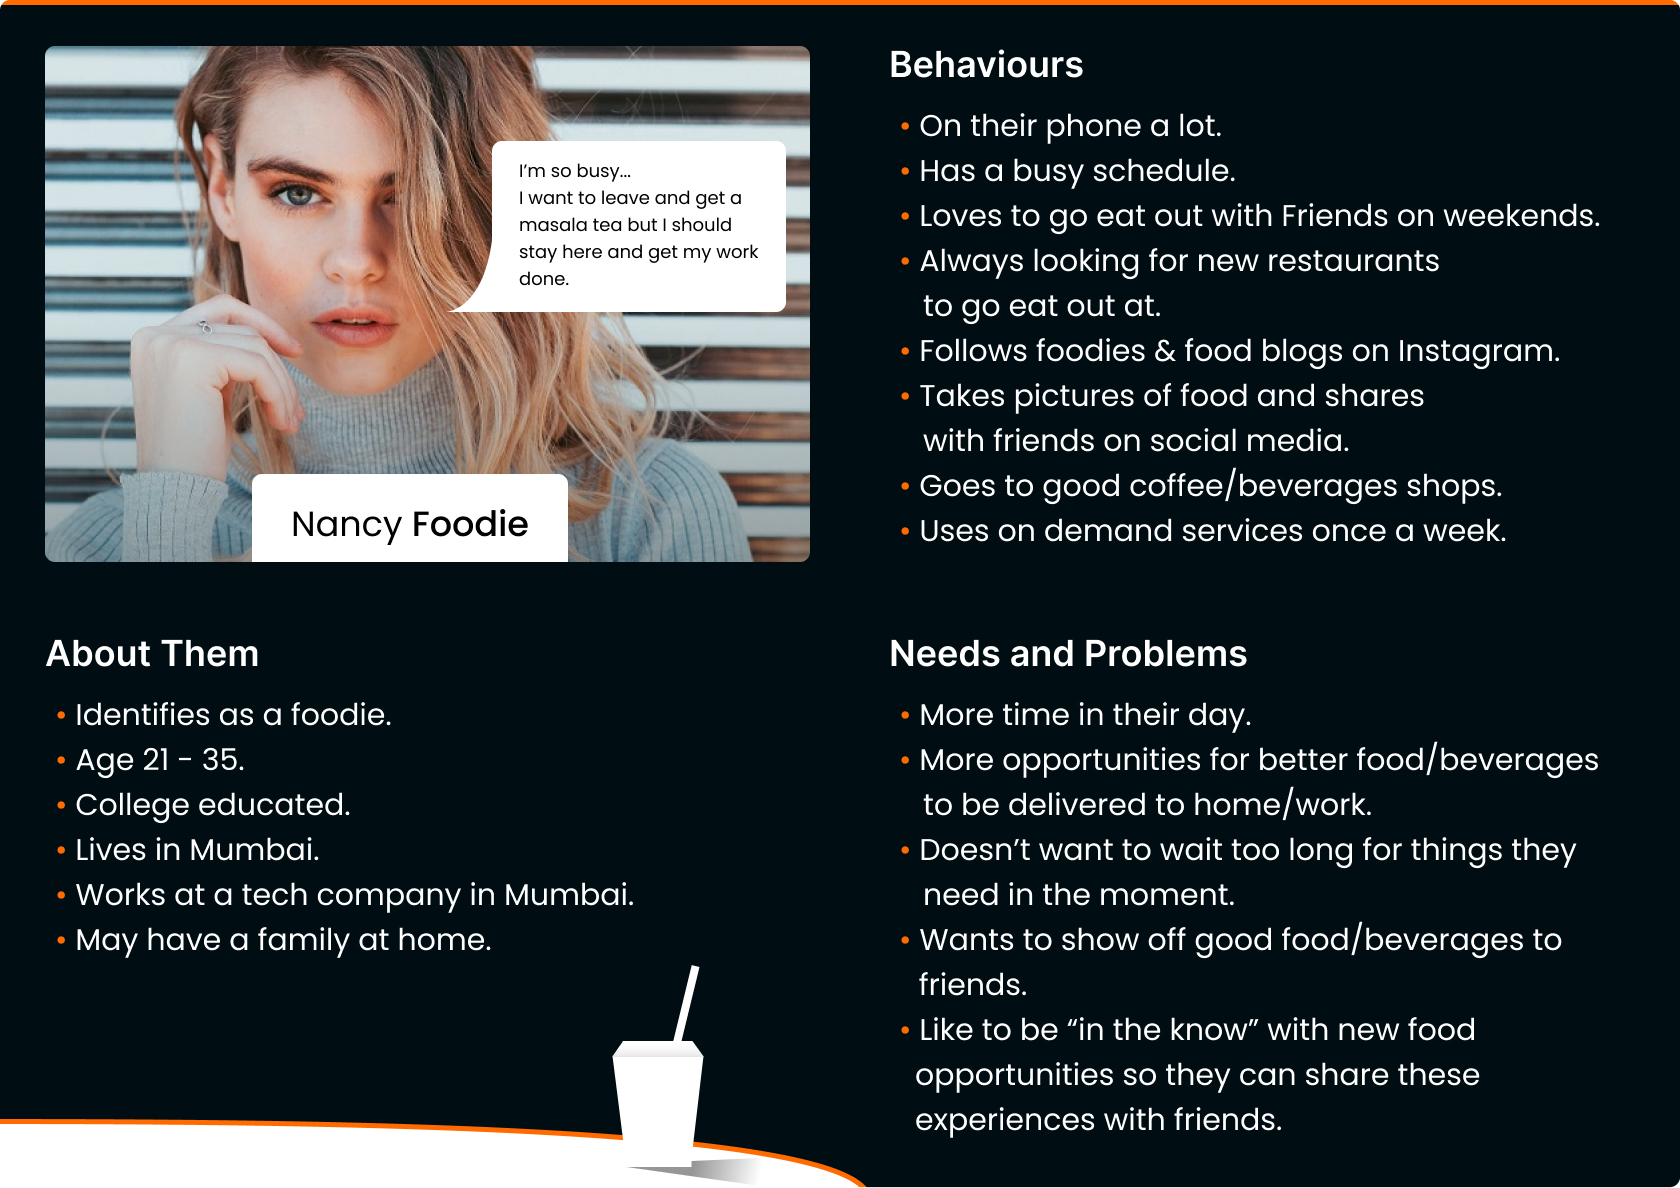 I’m so busy...
I want to leave and get a
masala tea but I should
stay here and get my work
done.
Nancy Foodie
Behaviours
• On their phone a lot.
• Has a busy schedule.
• Loves to go eat out with Friends on weekends.
• Always looking for new restaurants
to go eat out at.
• Follows foodies & food blogs on Instagram.
• Takes pictures of food and shares
with friends on social media.
• Goes to good coffee/beverages shops.
• Uses on demand services once a week.
About Them
• Identifies as a foodie.
• Age 21 - 35.
• College educated.
• Lives in Mumbai.
• Works at a tech company in Mumbai.
• May have a family at home.
Needs and Problems
• More time in their day.
• More opportunities for better food/beverages
to be delivered to home/work.
• Doesn’t want to wait too long for things they
need in the moment.
• Wants to show off good food/beverages to
friends.
• Like to be “in the know” with new food
opportunities so they can share these
experiences with friends.